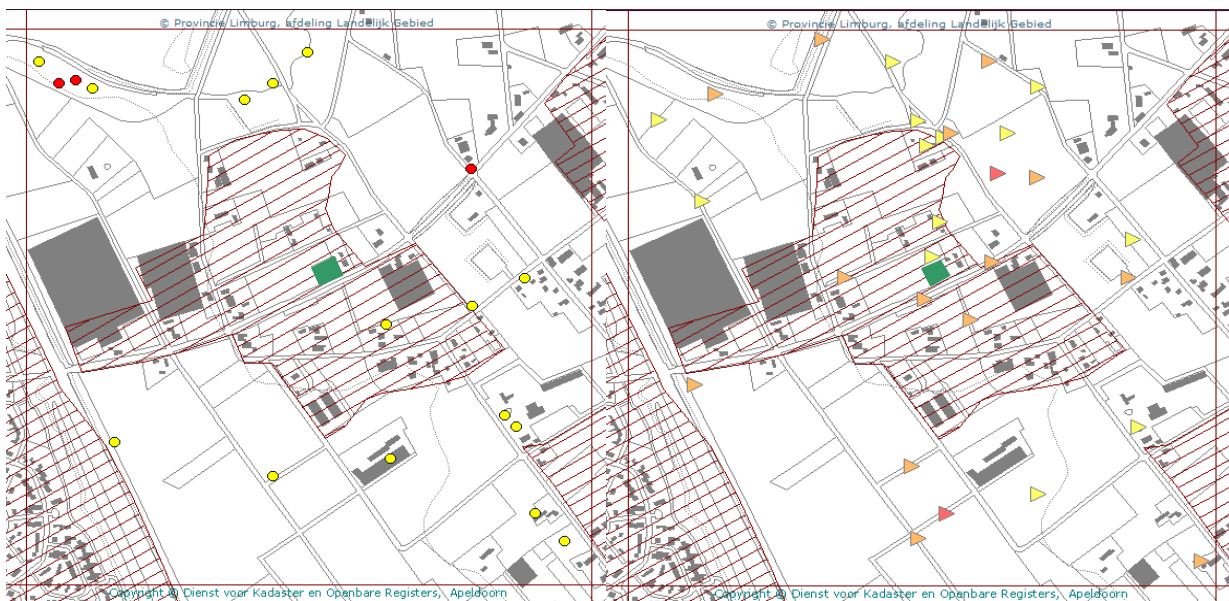 © Provincie Limburg, afdeling Landelijk Gebied
© Provincie Limburg, afdeling Landelijk Gebied
Copyright © Dienst voor Kadaster en Openbare Registers, Apeldoorn
Copyright © Dienst voor Kadaster en Openbare Registers, Apeldoorn